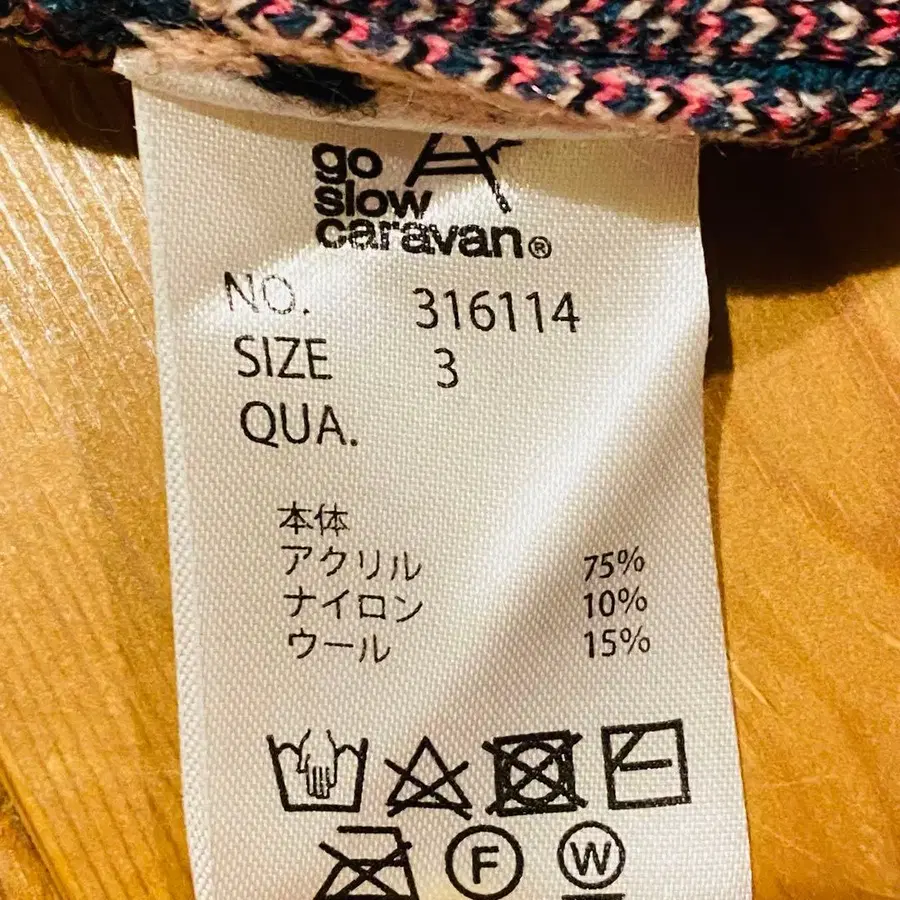 go
slow
caravan®
NO. 316114
SIZE 3
QUA.
本体
アクリル 75%
ナイロン 10%
ウール 15%
F W